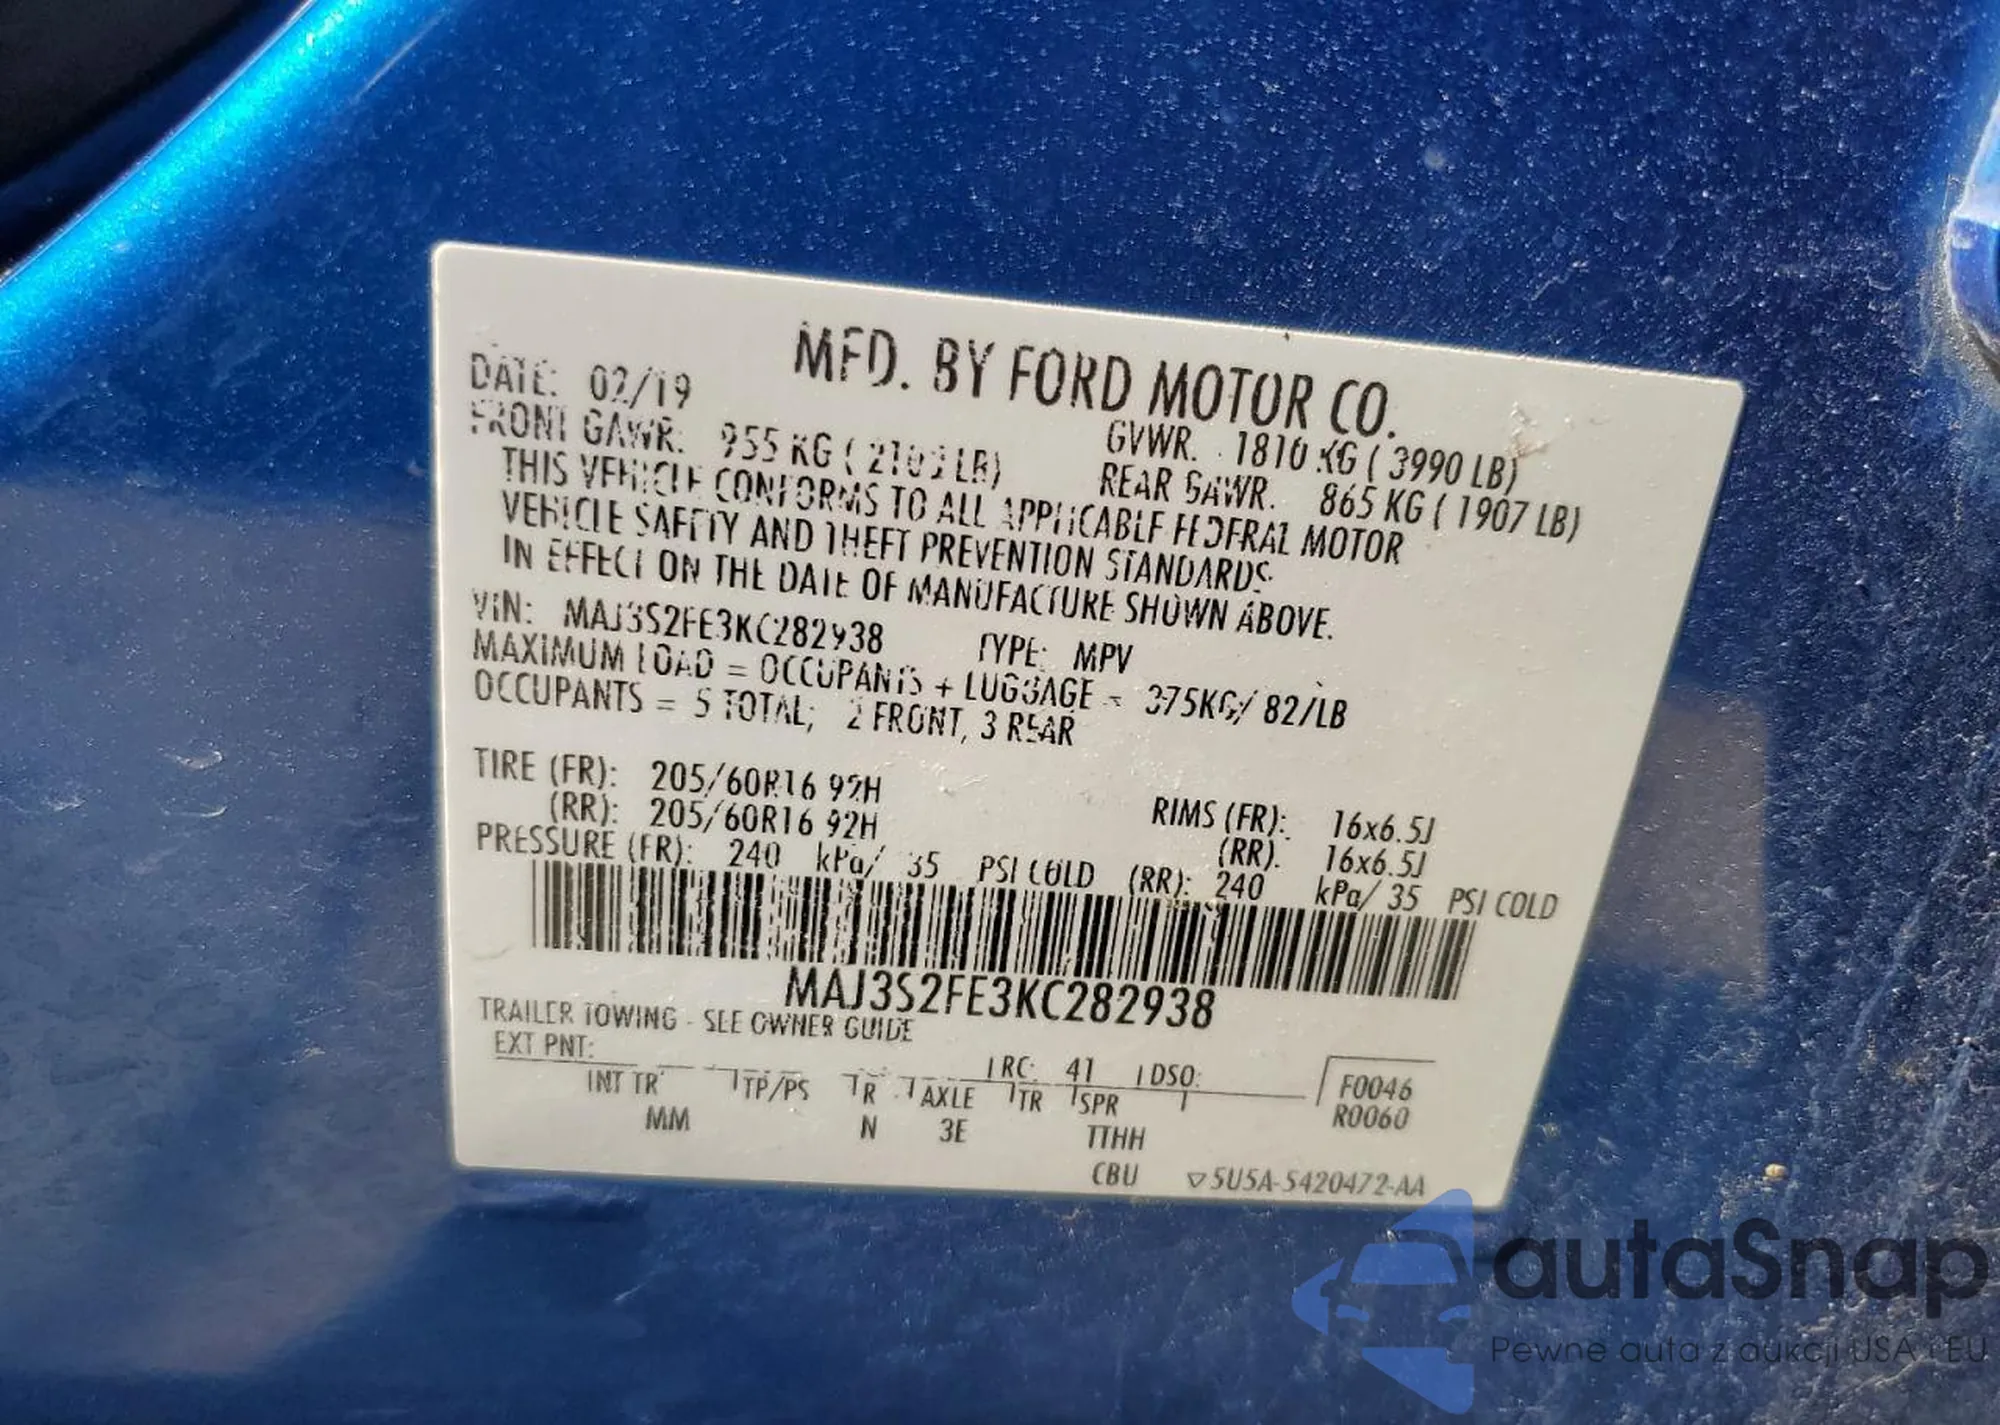 MFD. BY FORD MOTOR CO.
DATE: 02/19 GVWR. 1810 KG ( 3990 LB)
FRONT GAWR: 955 KG ( LB) REAR GAWR. 865 KG ( 1907 LB)
THIS VEHICLE CONFORMS TO ALL APPLICABLE FEDERAL MOTOR
VEHICLE SAFETY AND THEFT PREVENTION STANDARDS
IN EFFECT ON THE DATE OF MANUFACTURE SHOWN ABOVE.
VIN: MAJ3S2FE3KC282938 TYPE: MPV
MAXIMUM LOAD = OCCUPANTS + LUGGAGE = 375KG/ 82/LB
OCCUPANTS = 5 TOTAL; 2 FRONT, 3 REAR
TIRE (FR): 205/60R16 92H RIMS (FR): 16x6.5J
(RR): 205/60R16 92H (RR). 16x6.5J
PRESSURE (FR): 240 kPa/ 35 PSI COLD (RR): 240 kPa/ 35 PSI COLD
MAJ3S2FE3KC282938
TRAILER TOWING - SEE OWNER GUIDE
EXT PNT: RC: 41 DSO: F0046
INT TR TP/PS R AXLE TR SPR R0060
MM N 3E TTHH
CBU ▽5U5A-5420472-AA
autaSnap
Pewne auta z aukcji USA i EU